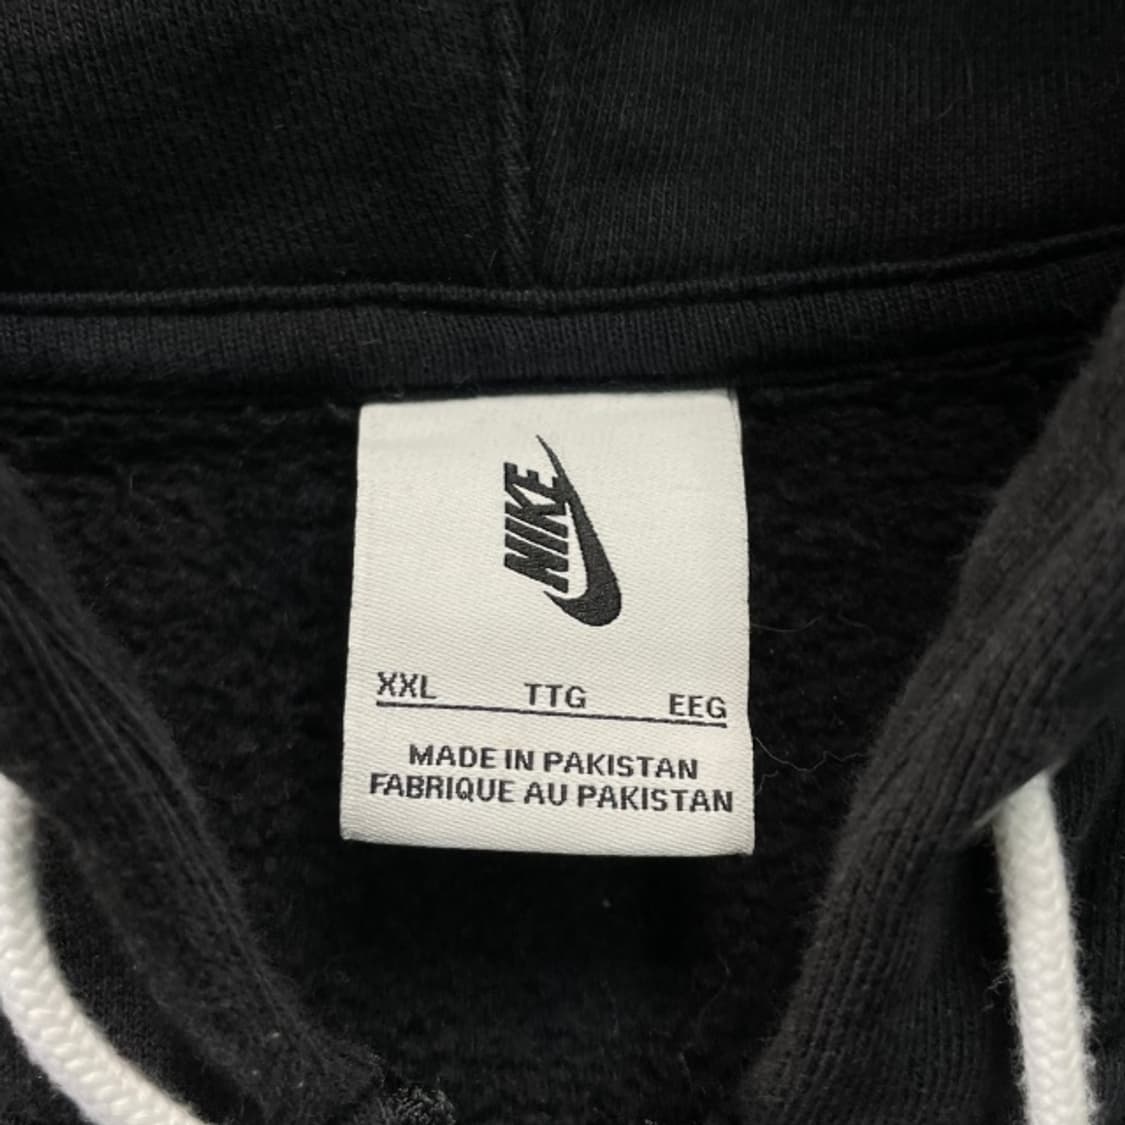 NIKE
XXL TTG EEG
MADE IN PAKISTAN
FABRIQUE AU PAKISTAN